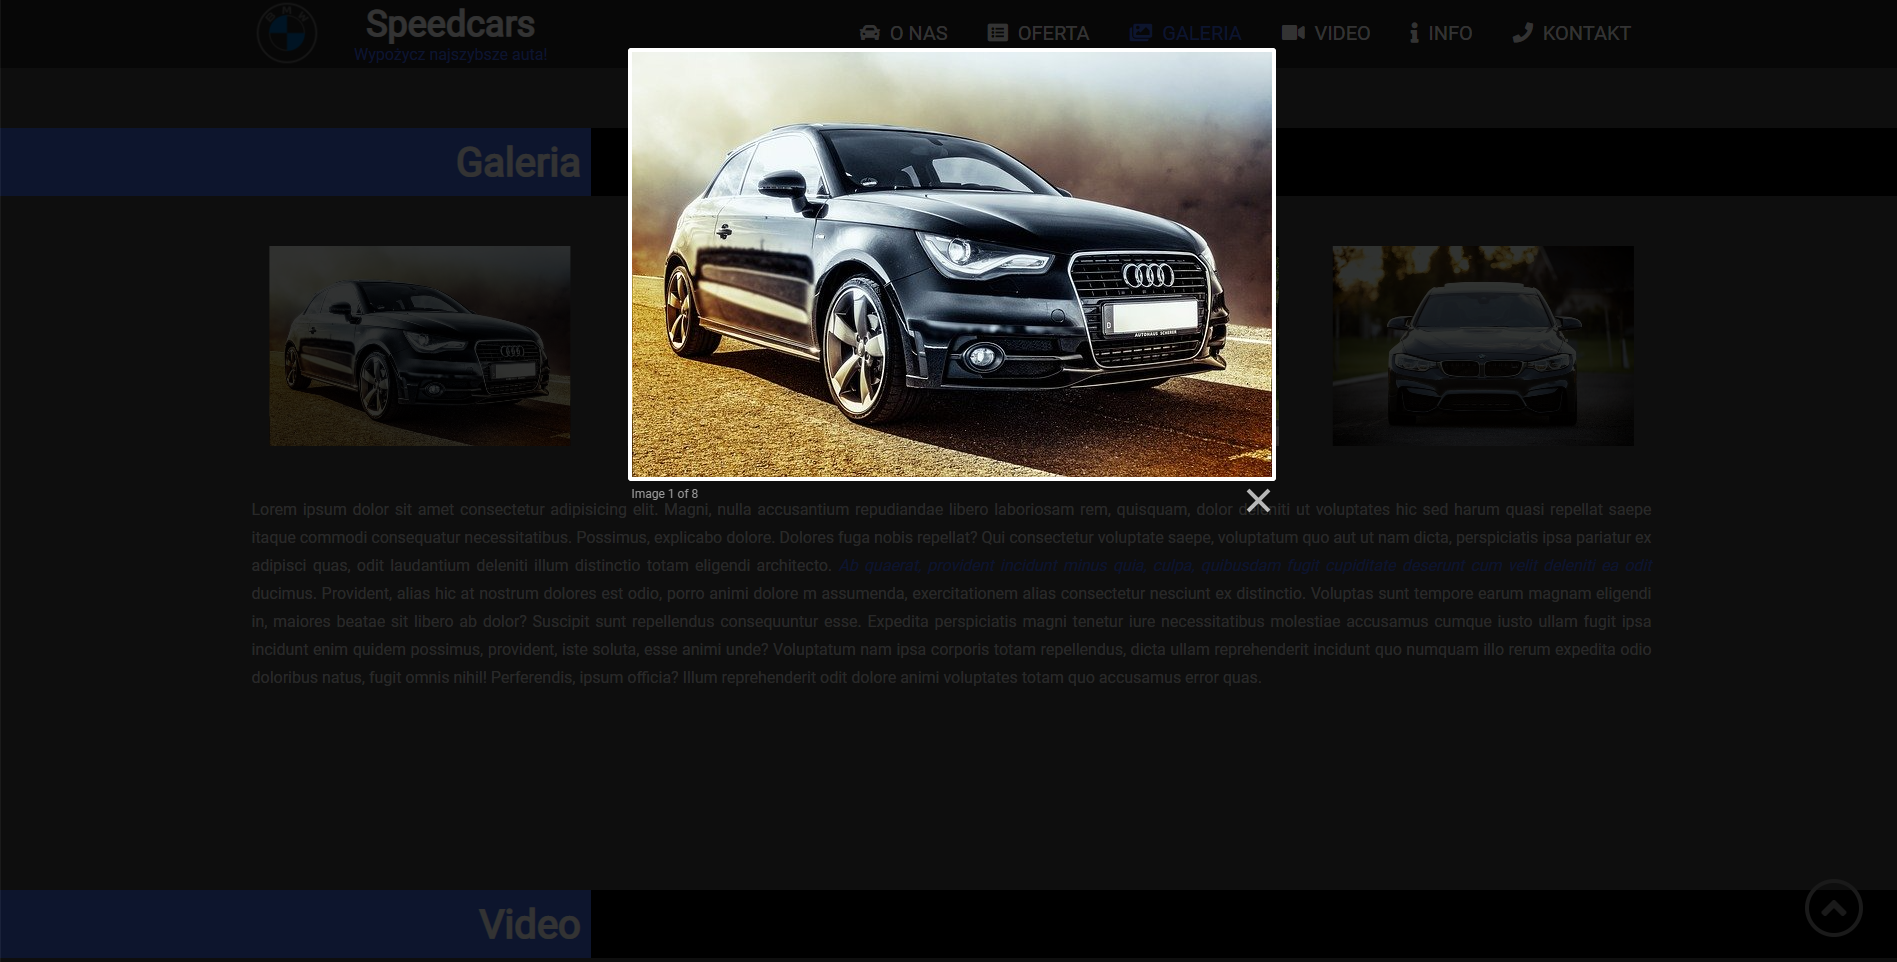 BMW
Speedcars
Wypożycz najszybsze auta!
O NAS
OFERTA
GALERIA
VIDEO
INFO
KONTAKT
Galeria
D
AUTOHAUS SCHERER
Image 1 of 8
Lorem ipsum dolor sit amet consectetur adipisicing elit. Magni, nulla accusantium repudiandae libero laboriosam rem, quisquam, dolor deleniti ut voluptates hic sed harum quasi repellat saepe
itaque commodi consequatur necessitatibus. Possimus, explicabo dolore. Dolores fuga nobis repellat? Qui consectetur voluptate saepe, voluptatum quo aut ut nam dicta, perspiciatis ipsa pariatur ex
adipisci quas, odit laudantium deleniti illum distinctio totam eligendi architecto. Ab quaerat, provident incidunt minus quia, culpa, quibusdam fugit cupiditate deserunt cum velit deleniti ea odit
ducimus. Provident, alias hic at nostrum dolores est odio, porro animi dolore m assumenda, exercitationem alias consectetur nesciunt ex distinctio. Voluptas sunt tempore earum magnam eligendi
in, maiores beatae sit libero ab dolor? Suscipit sunt repellendus consequuntur esse. Expedita perspiciatis magni tenetur iure necessitatibus molestiae accusamus cumque iusto ullam fugit ipsa
incidunt enim quidem possimus, provident, iste soluta, esse animi unde? Voluptatum nam ipsa corporis totam repellendus, dicta ullam reprehenderit incidunt quo numquam illo rerum expedita odio
doloribus natus, fugit omnis nihil! Perferendis, ipsum officia? Illum reprehenderit odit dolore animi voluptates totam quo accusamus error quas.
Video